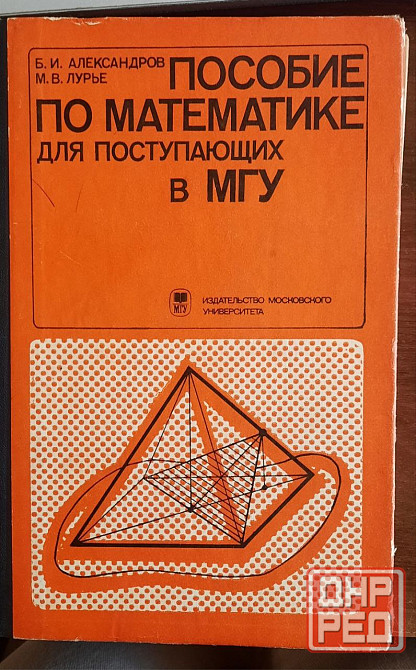 Б. И. АЛЕКСАНДРОВ ПОСОБИЕ
М. В. ЛУРЬЕ
ПО МАТЕМАТИКЕ
ДЛЯ ПОСТУПАЮЩИХ
В МГУ
МГУ
ИЗДАТЕЛЬСТВО МОСКОВСКОГО
УНИВЕРСИТЕТА
ДНР
РЕД